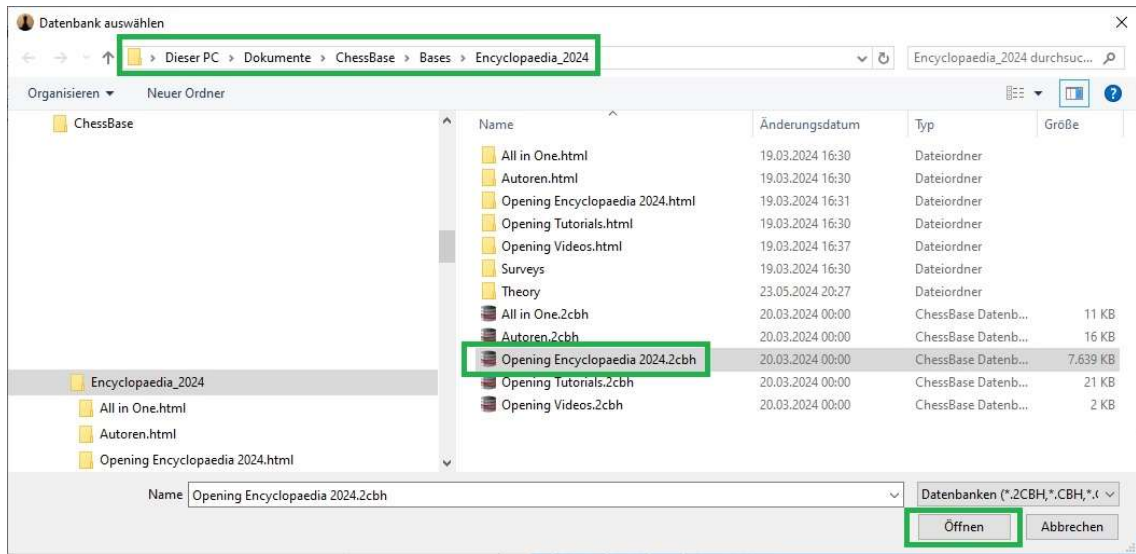 Datenbank auswählen
Dieser PC > Dokumente > ChessBase > Bases > Encyclopaedia_2024
Encyclopaedia_2024 durchsuc...
Organisieren Neuer Ordner
ChessBase
Encyclopaedia_2024
All in One.html
Autoren.html
Opening Encyclopaedia 2024.html
Name Änderungsdatum Typ Größe
All in One.html 19.03.2024 16:30 Dateiordner
Autoren.html 19.03.2024 16:30 Dateiordner
Opening Encyclopaedia 2024.html 19.03.2024 16:31 Dateiordner
Opening Tutorials.html 19.03.2024 16:30 Dateiordner
Opening Videos.html 19.03.2024 16:37 Dateiordner
Surveys 19.03.2024 16:30 Dateiordner
Theory 23.05.2024 20:27 Dateiordner
All in One.2cbh 20.03.2024 00:00 ChessBase Datenb... 11 KB
Autoren.2cbh 20.03.2024 00:00 ChessBase Datenb... 16 KB
Opening Encyclopaedia 2024.2cbh 20.03.2024 00:00 ChessBase Datenb... 7.639 KB
Opening Tutorials.2cbh 20.03.2024 00:00 ChessBase Datenb... 21 KB
Opening Videos.2cbh 20.03.2024 00:00 ChessBase Datenb... 2 KB
Name Opening Encyclopaedia 2024.2cbh
Datenbanken (*.2CBH,*.CBH,*.
Öffnen Abbrechen